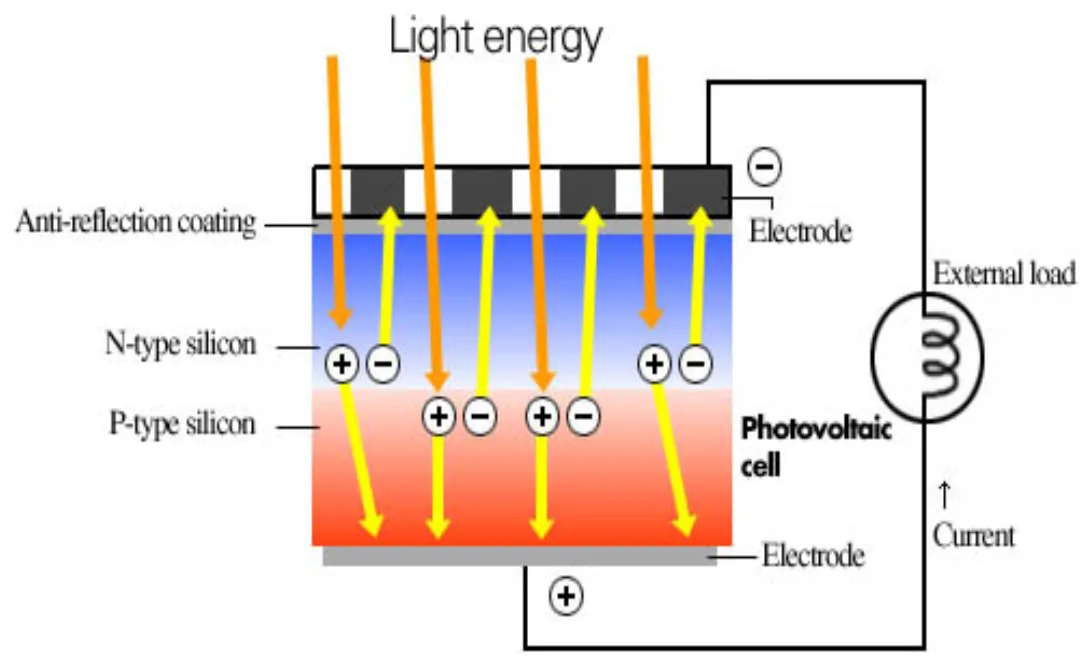 Light energy
−
Anti-reflection coating
Electrode
External load
N-type silicon
+ − + −
P-type silicon
+ − + −
Photovoltaic
cell
↑
Current
Electrode
+